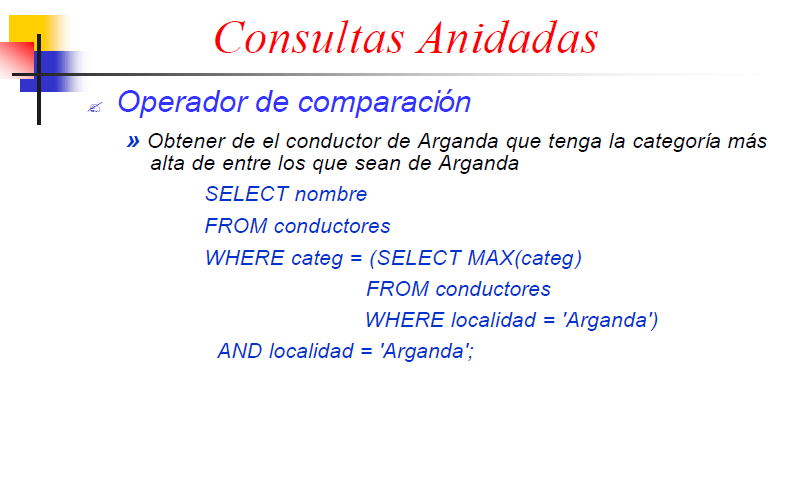 Consultas Anidadas
Operador de comparación
» Obtener de el conductor de Arganda que tenga la categoría más
alta de entre los que sean de Arganda
SELECT nombre
FROM conductores
WHERE categ = (SELECT MAX(categ)
FROM conductores
WHERE localidad = 'Arganda')
AND localidad = 'Arganda';